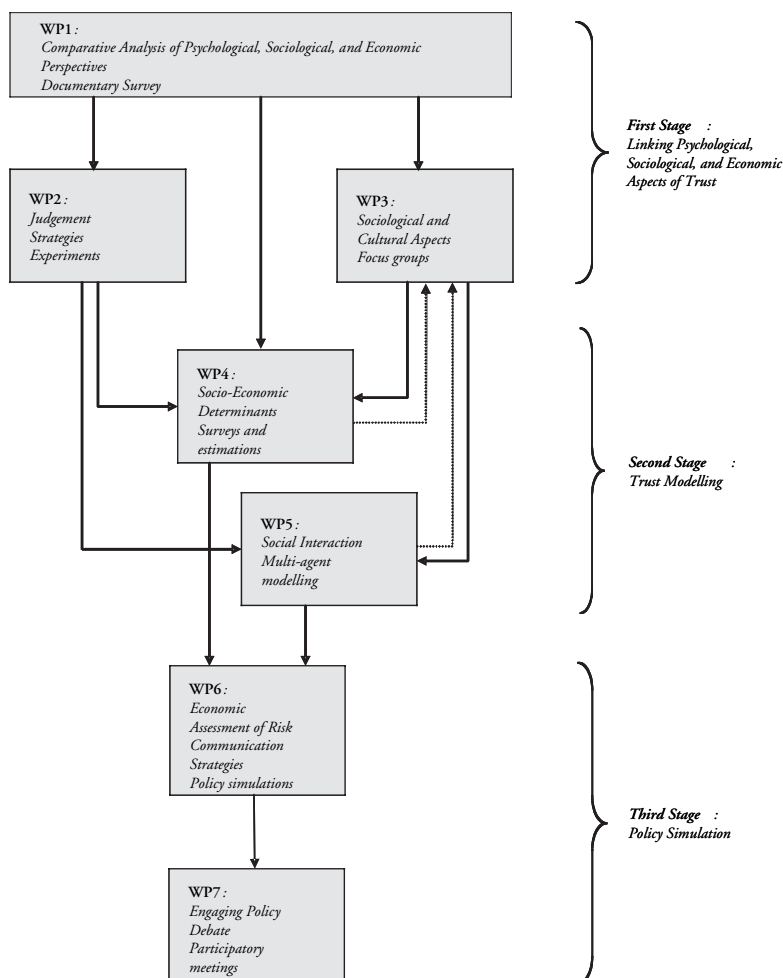 WP1 :
Comparative Analysis of Psychological, Sociological, and Economic
Perspectives
Documentary Survey
First Stage :
Linking Psychological,
Sociological, and Economic
Aspects of Trust
WP2 :
Judgement
Strategies
Experiments
WP3 :
Sociological and
Cultural Aspects
Focus groups
WP4 :
Socio-Economic
Determinants
Surveys and
estimations
Second Stage :
Trust Modelling
WP5 :
Social Interaction
Multi-agent
modelling
WP6 :
Economic
Assessment of Risk
Communication
Strategies
Policy simulations
Third Stage :
Policy Simulation
WP7 :
Engaging Policy
Debate
Participatory
meetings